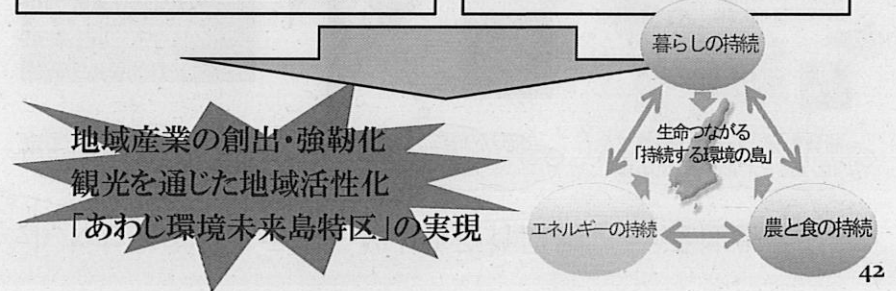 地域産業の創出・強靭化
観光を通じた地域活性化
「あわじ環境未来島特区」の実現
暮らしの持続
生命つながる
「持続する環境の島」
エネルギーの持続
農と食の持続
42